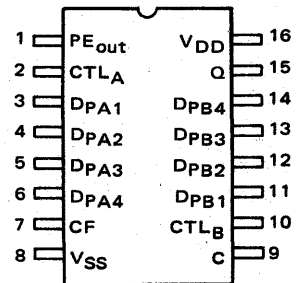 1 PEout VDD 16
2 CTLA Q 15
3 DPA1 DPB4 14
4 DPA2 DPB3 13
5 DPA3 DPB2 12
6 DPA4 DPB1 11
7 CF CTLB 10
8 VSS C 9